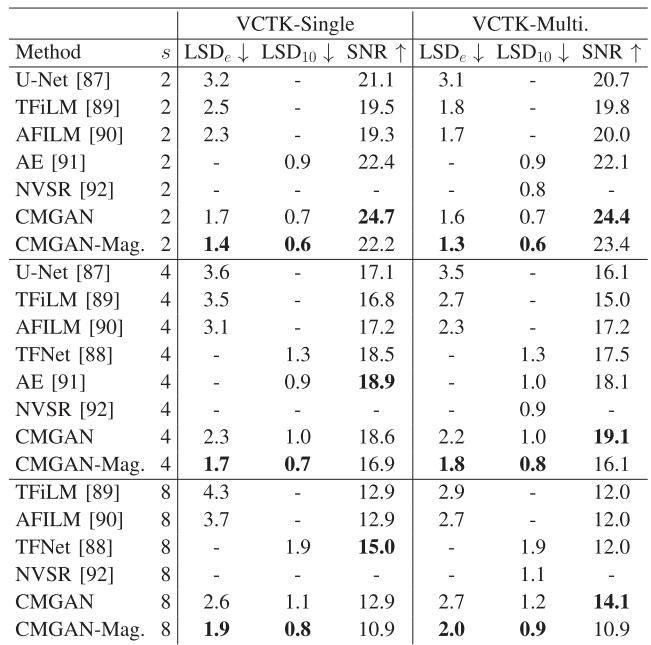 VCTK-Single VCTK-Multi.
Method s LSDe ↓ LSD10 ↓ SNR ↑ LSDe ↓ LSD10 ↓ SNR ↑
U-Net [87] 2 3.2 - 21.1 3.1 - 20.7
TFiLM [89] 2 2.5 - 19.5 1.8 - 19.8
AFILM [90] 2 2.3 - 19.3 1.7 - 20.0
AE [91] 2 - 0.9 22.4 - 0.9 22.1
NVSR [92] 2 - - - - 0.8 -
CMGAN 2 1.7 0.7 24.7 1.6 0.7 24.4
CMGAN-Mag. 2 1.4 0.6 22.2 1.3 0.6 23.4
U-Net [87] 4 3.6 - 17.1 3.5 - 16.1
TFiLM [89] 4 3.5 - 16.8 2.7 - 15.0
AFILM [90] 4 3.1 - 17.2 2.3 - 17.2
TFNet [88] 4 - 1.3 18.5 - 1.3 17.5
AE [91] 4 - 0.9 18.9 - 1.0 18.1
NVSR [92] 4 - - - - 0.9 -
CMGAN 4 2.3 1.0 18.6 2.2 1.0 19.1
CMGAN-Mag. 4 1.7 0.7 16.9 1.8 0.8 16.1
TFiLM [89] 8 4.3 - 12.9 2.9 - 12.0
AFILM [90] 8 3.7 - 12.9 2.7 - 12.0
TFNet [88] 8 - 1.9 15.0 - 1.9 12.0
NVSR [92] 8 - - - - 1.1 -
CMGAN 8 2.6 1.1 12.9 2.7 1.2 14.1
CMGAN-Mag. 8 1.9 0.8 10.9 2.0 0.9 10.9